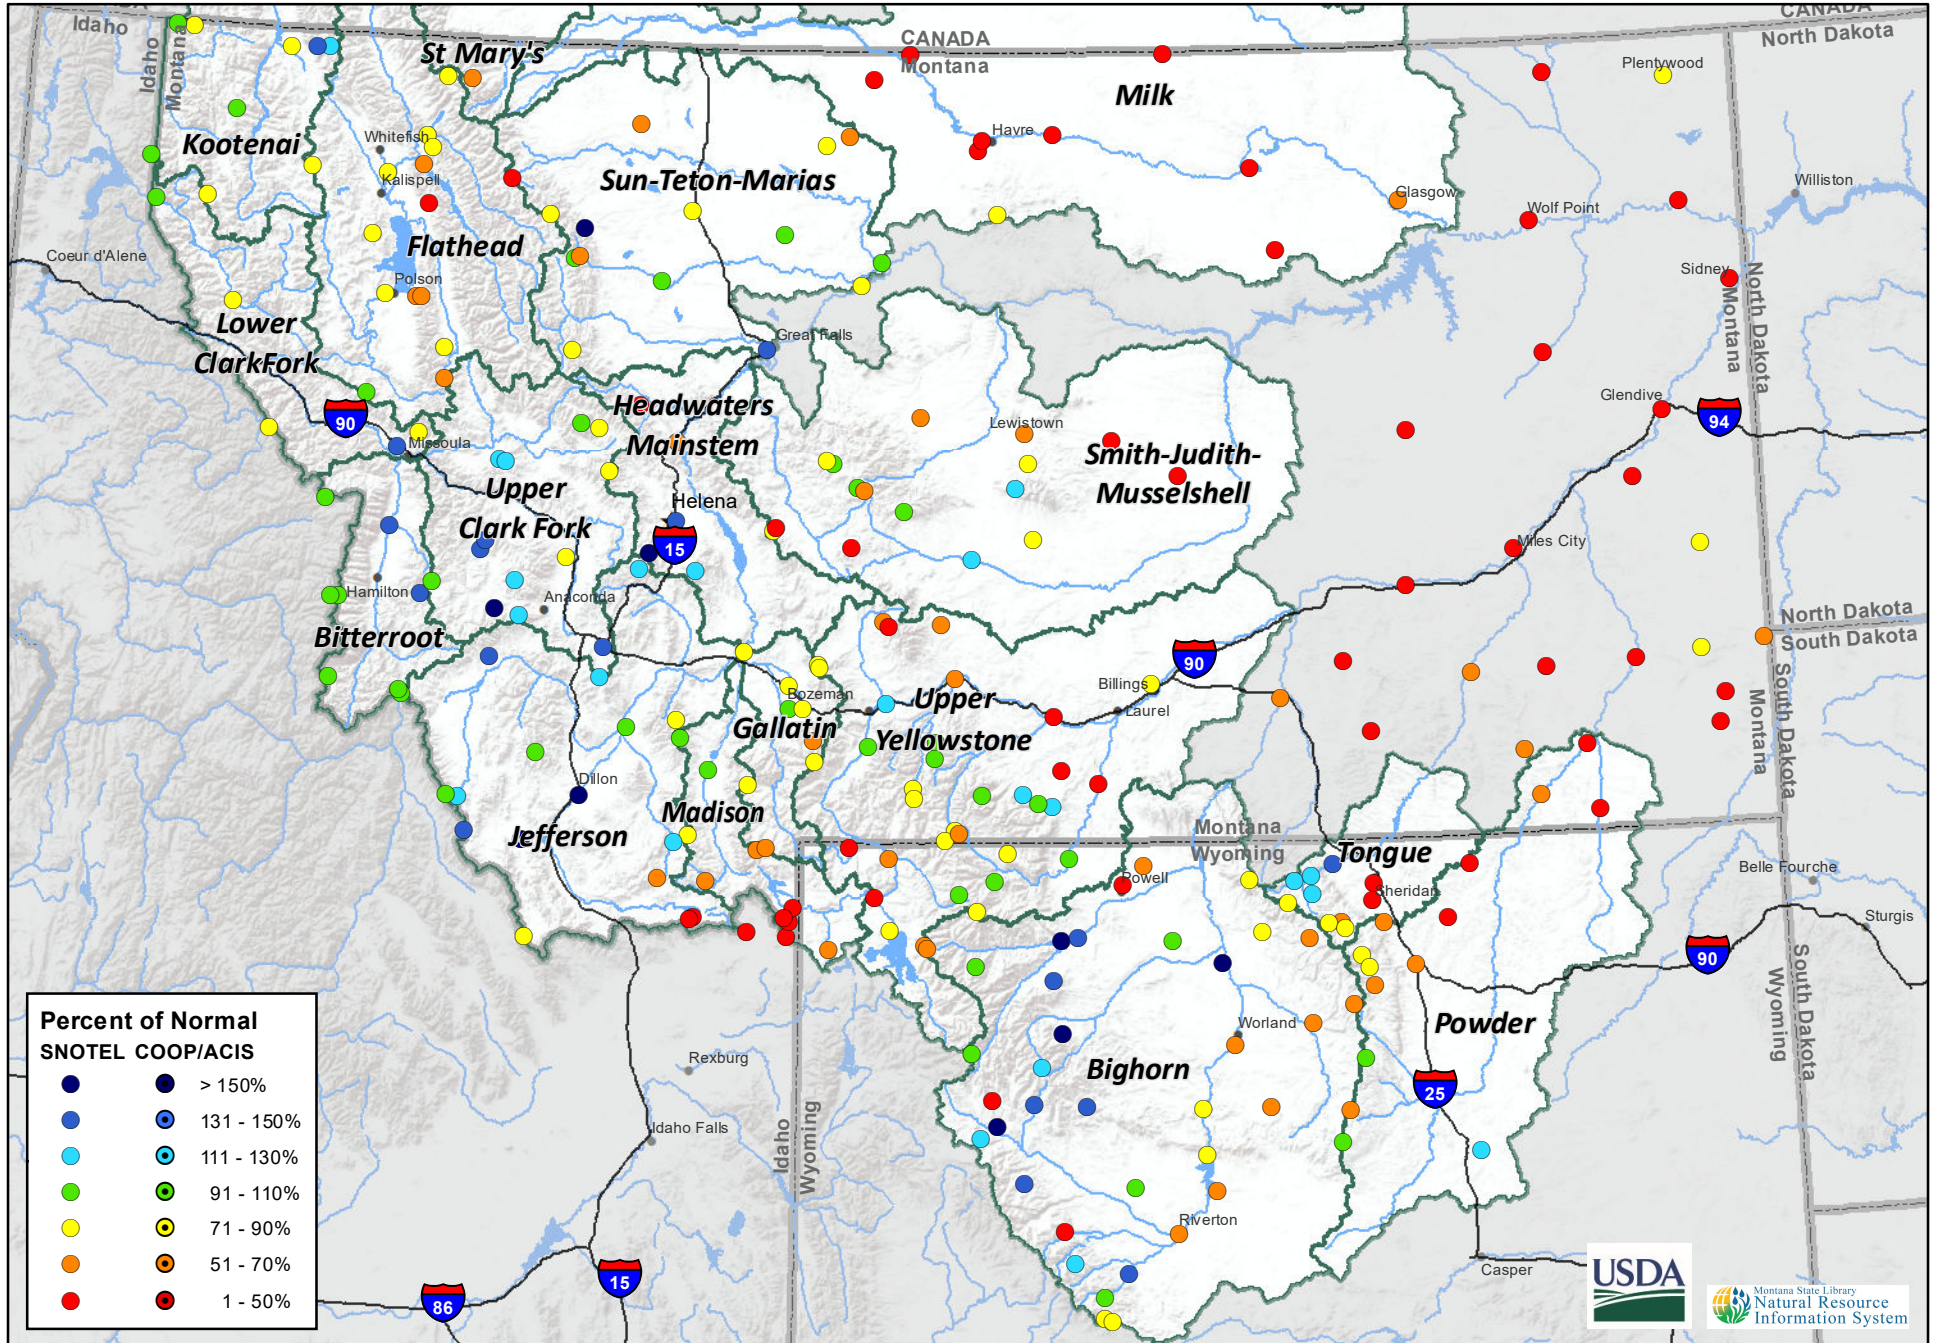 CANADA
Idaho
Idaho
Montana
CANADA
Montana
CANADA
North Dakota
St Mary's
Milk
Plentywood
Kootenai
Whitefish
Kalispell
Havre
Sun-Teton-Marias
Glasgow
Wolf Point
Williston
Coeur d'Alene
Flathead
Polson
Sidney
Montana
North Dakota
Lower
ClarkFork
Great Falls
90
Missoula
Headwaters
Mainstem
Lewistown
Smith-Judith-
Musselshell
Glendive
94
Upper
Clark Fork
Helena
15
Miles City
Hamilton
Anaconda
Bitterroot
North Dakota
South Dakota
90
Billings
Laurel
Bozeman
Gallatin
Upper
Yellowstone
Montana
South Dakota
Dillon
Madison
Jefferson
Montana
Wyoming
Tongue
Powell
Sheridan
Belle Fourche
Sturgis
90
South Dakota
Wyoming
Percent of Normal
SNOTEL COOP/ACIS
> 150%
131 - 150%
111 - 130%
91 - 110%
71 - 90%
51 - 70%
1 - 50%
Rexburg
Idaho Falls
Idaho
Wyoming
Worland
Bighorn
Powder
25
Riverton
Casper
86
15
USDA
Montana State Library
Natural Resource
Information System